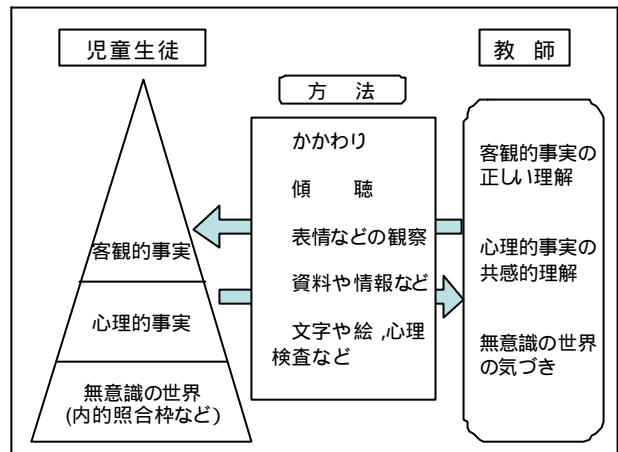 児童生徒
客観的事実
心理的事実
無意識の世界
(内的照合枠など)
方 法
かかわり
傾 聴
表情などの観察
資料や情報など
文字や絵,心理
検査など
教 師
客観的事実の
正しい理解
心理的事実の
共感的理解
無意識の世界
の気づき